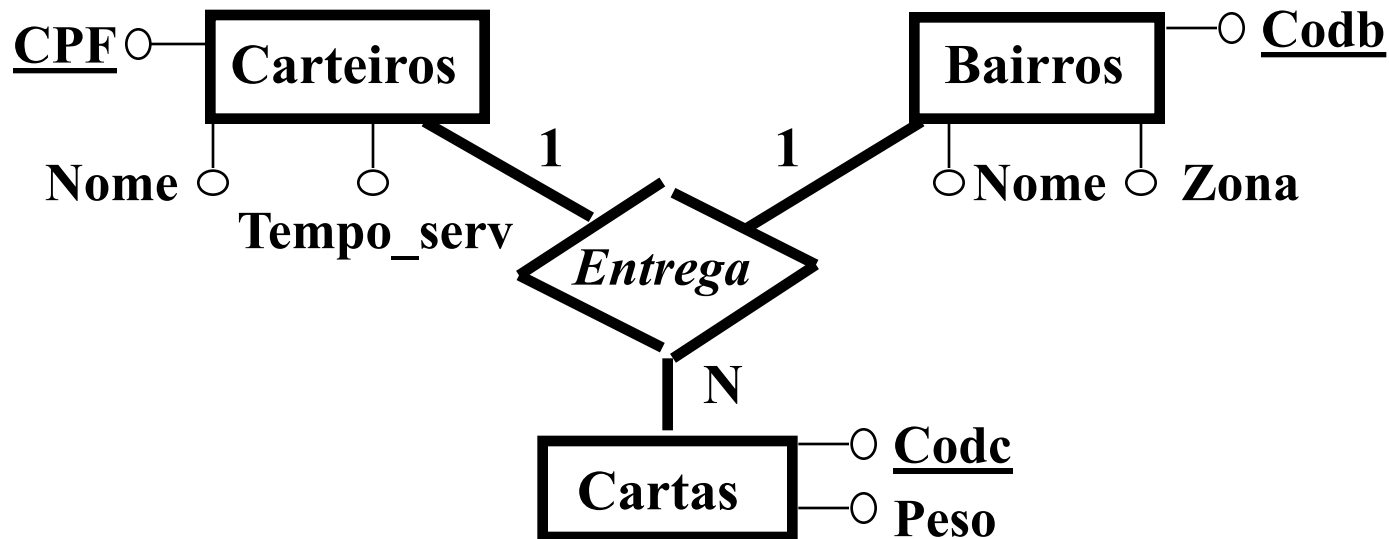 CPF
Carteiros
Bairros
Codb
1
1
Nome
Tempo_serv
Nome
Zona
Entrega
N
Cartas
Codc
Peso